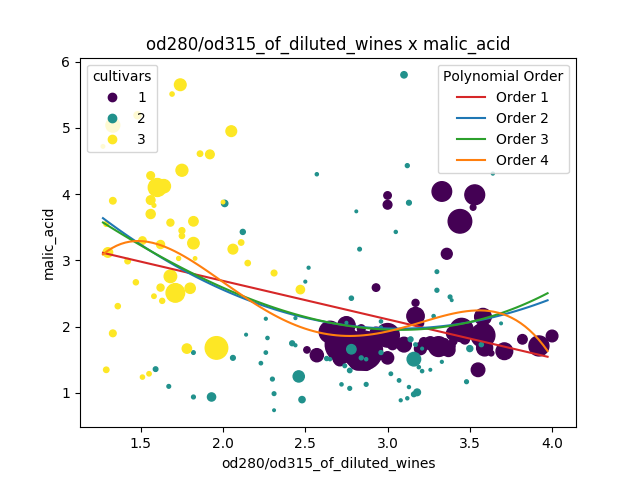 od280/od315_of_diluted_wines x malic_acid
cultivars
1
2
3
Polynomial Order
Order 1
Order 2
Order 3
Order 4
6
5
4
3
2
1
malic_acid
1.5 2.0 2.5 3.0 3.5 4.0
od280/od315_of_diluted_wines